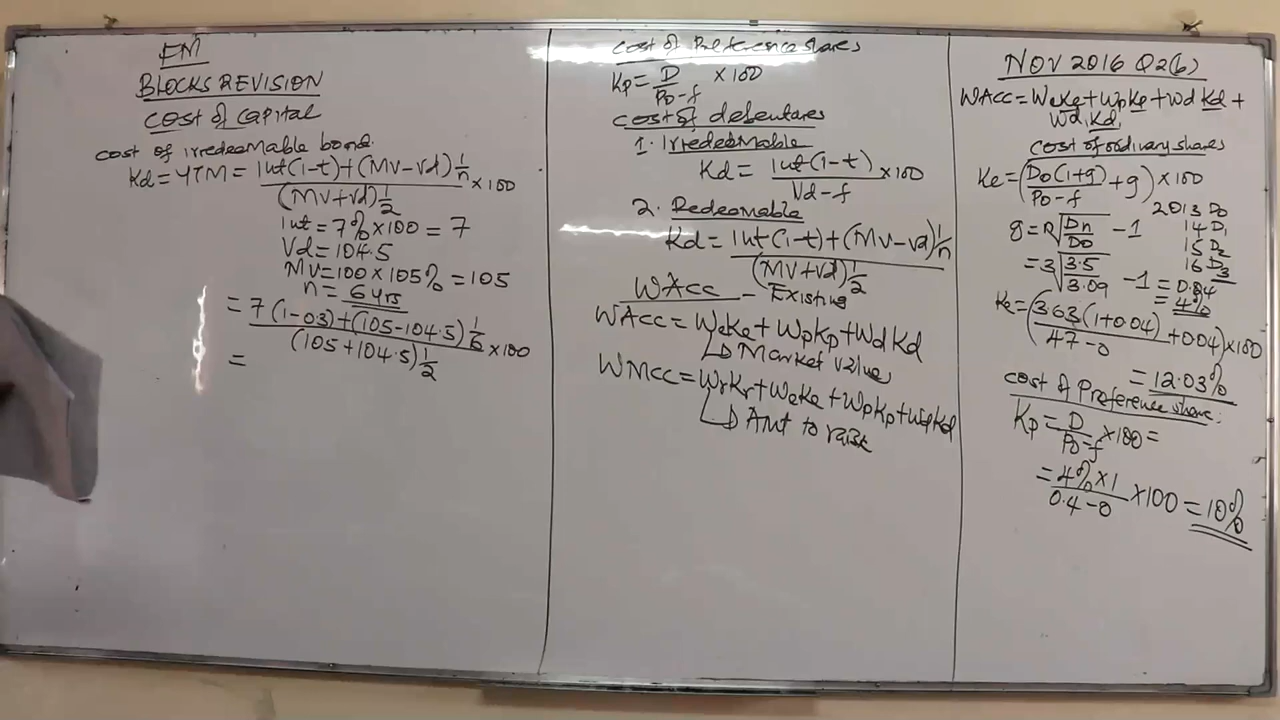 FM
BLOCKS REVISION
COST OF CAPITAL
Cost of irredeemable bond.
Kd = YTM = Int(1-t)+(MV-Vd)1/n / (MV+Vd)1/2 × 100
Int = 7% × 100 = 7
Vd = 104.5
MV = 100 × 105% = 105
n = 6 yrs
= 7(1-0.3)+(105-104.5)1/6 / (105+104.5)1/2 × 100
=
Cost of Preference shares
Kp = D / P0-f × 100
Cost of debentures
1. Irredeemable
Kd = Int(1-t) / Vd-f × 100
2. Redeemable
Kd = Int(1-t)+(MV-Vd)1/n / (MV+Vd)1/2
WACC - Existing
WACC = WeKe + WpKp + WdKd
↳ Market value
WMCC = WrKr + WeKe + WpKp + WdKd
↳ Amt to raise
NOV 2016 Q2(b)
WACC = WeKe + WpKp + Wd Kd +
Wd, Kd,
Cost of ordinary shares
Ke = (D0(1+g) / P0-f + g) × 100
2013 D0
g = n√Dn/D0 - 1
14 D1
15 D2
16 D3
= 3√3.5/3.09 - 1 = 0.04
= 4%
Ke = (3.63(1+0.04) / 47-0 + 0.04) × 100
= 12.03%
Cost of Preference share:
Kp = D / P0-f × 100 =
= 4% × 1 / 0.4-0 × 100 = 10%